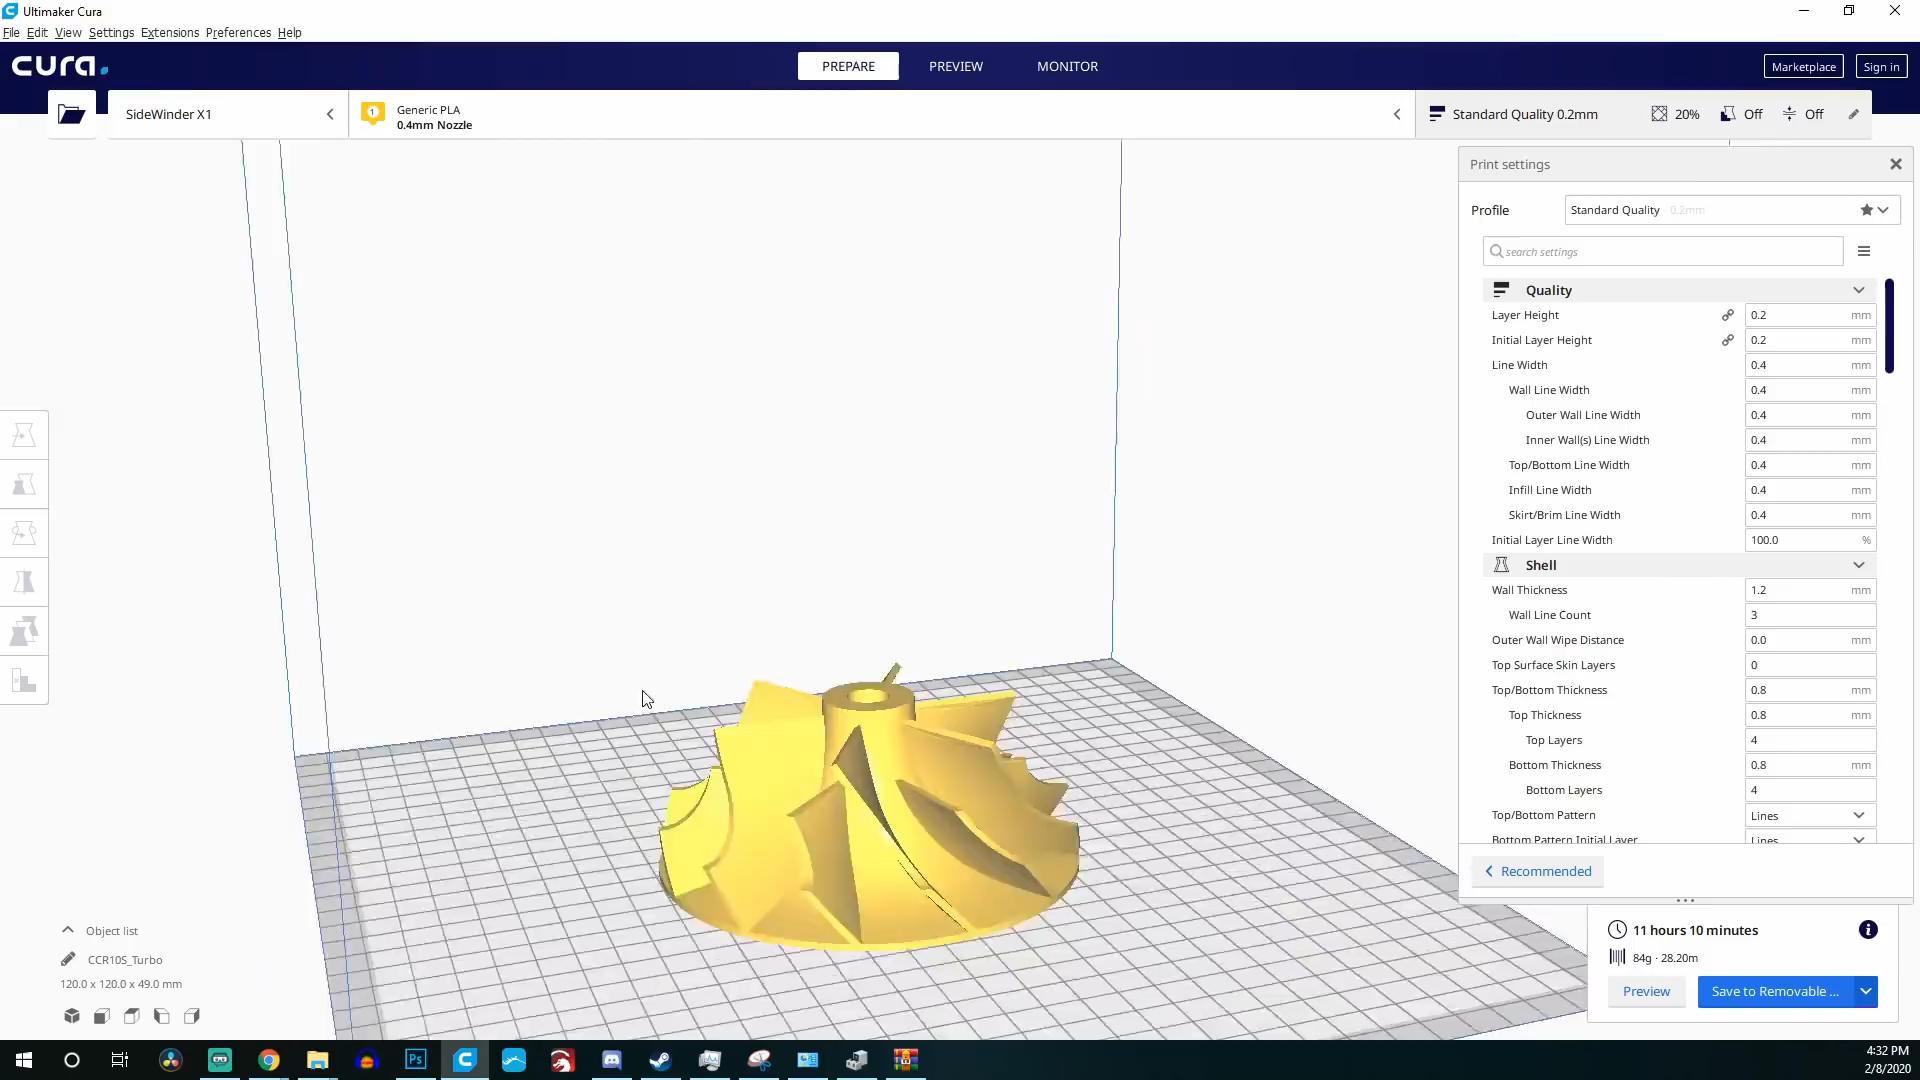 Ultimaker Cura
File Edit View Settings Extensions Preferences Help
cura.
PREPARE PREVIEW MONITOR
Marketplace Sign in
SideWinder X1
1
Generic PLA
0.4mm Nozzle
Standard Quality 0.2mm 20% Off Off
Print settings
Profile Standard Quality 0.2mm
search settings
Quality
Layer Height 0.2 mm
Initial Layer Height 0.2 mm
Line Width 0.4 mm
Wall Line Width 0.4 mm
Outer Wall Line Width 0.4 mm
Inner Wall(s) Line Width 0.4 mm
Top/Bottom Line Width 0.4 mm
Infill Line Width 0.4 mm
Skirt/Brim Line Width 0.4 mm
Initial Layer Line Width 100.0 %
Shell
Wall Thickness 1.2 mm
Wall Line Count 3
Outer Wall Wipe Distance 0.0 mm
Top Surface Skin Layers 0
Top/Bottom Thickness 0.8 mm
Top Thickness 0.8 mm
Top Layers 4
Bottom Thickness 0.8 mm
Bottom Layers 4
Top/Bottom Pattern Lines
Bottom Pattern Initial Layer Lines
Recommended
Object list
CCR10S_Turbo
120.0 x 120.0 x 49.0 mm
11 hours 10 minutes
84g · 28.20m
Preview Save to Removable ...
Ps
4:32 PM
2/8/2020